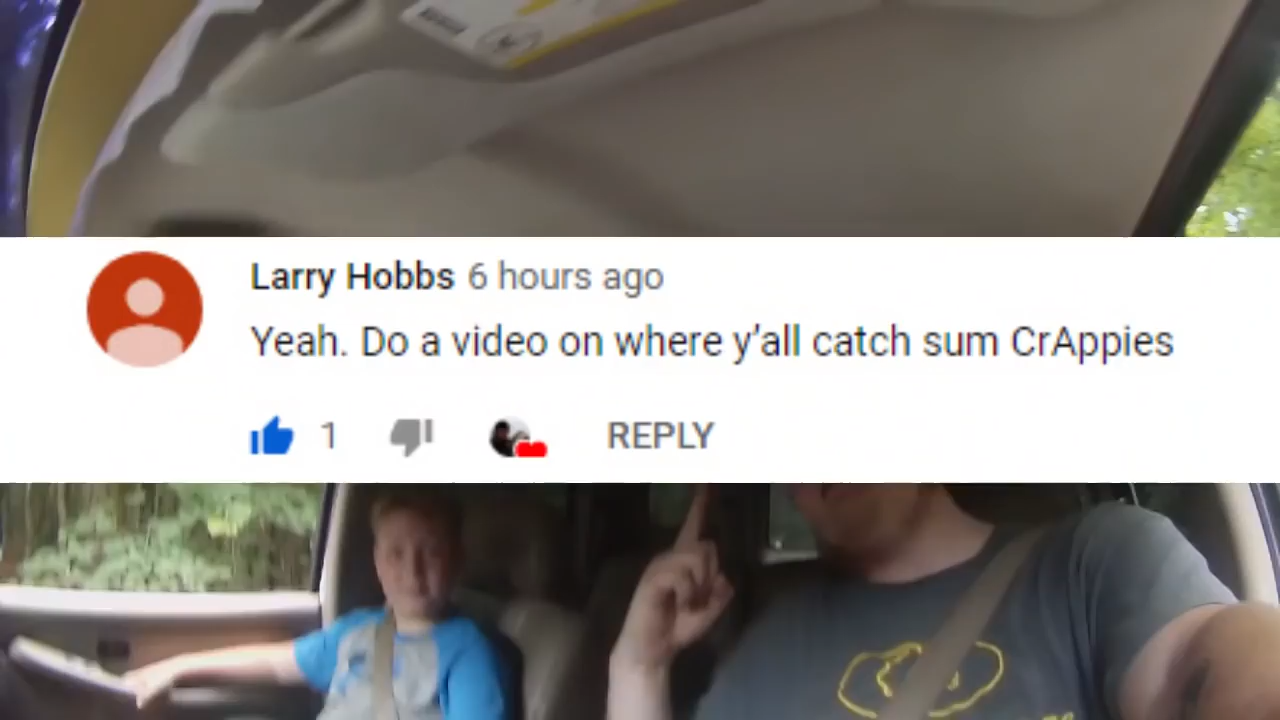 Larry Hobbs 6 hours ago
Yeah. Do a video on where y'all catch sum CrAppies
1
REPLY